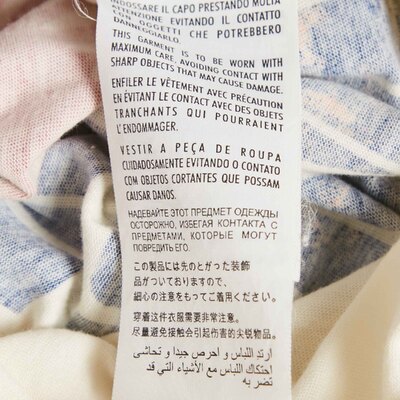 INDOSSARE IL CAPO PRESTANDO MOLTA
ATTENZIONE EVITANDO IL CONTATTO
CON OGGETTI CHE POTREBBERO
DANNEGGIARLO.
THIS GARMENT IS TO BE WORN WITH
MAXIMUM CARE, AVOIDING CONTACT WITH
SHARP OBJECTS THAT MAY CAUSE DAMAGE.
ENFILER LE VÊTEMENT AVEC PRÉCAUTION
EN ÉVITANT LE CONTACT AVEC DES OBJETS
TRANCHANTS QUI POURRAIENT
L'ENDOMMAGER.
VESTIR A PEÇA DE ROUPA
CUIDADOSAMENTE EVITANDO O CONTATO
COM OBJETOS CORTANTES QUE POSSAM
CAUSAR DANOS.
НАДЕВАЙТЕ ЭТОТ ПРЕДМЕТ ОДЕЖДЫ
ОСТОРОЖНО, ИЗБЕГАЯ КОНТАКТА С
ПРЕДМЕТАМИ, КОТОРЫЕ МОГУТ
ПОВРЕДИТЬ ЕГО.
この製品には先のとがった装飾
品がついておりますので、
細心の注意をもってご着用ください。
穿着这件衣服需要非常注意。
尽量避免接触会引起伤害的尖锐物品。
ارتد اللباس و احرص جيدا و تحاشى
احتكاك اللباس مع الأشياء التي قد
تضر به